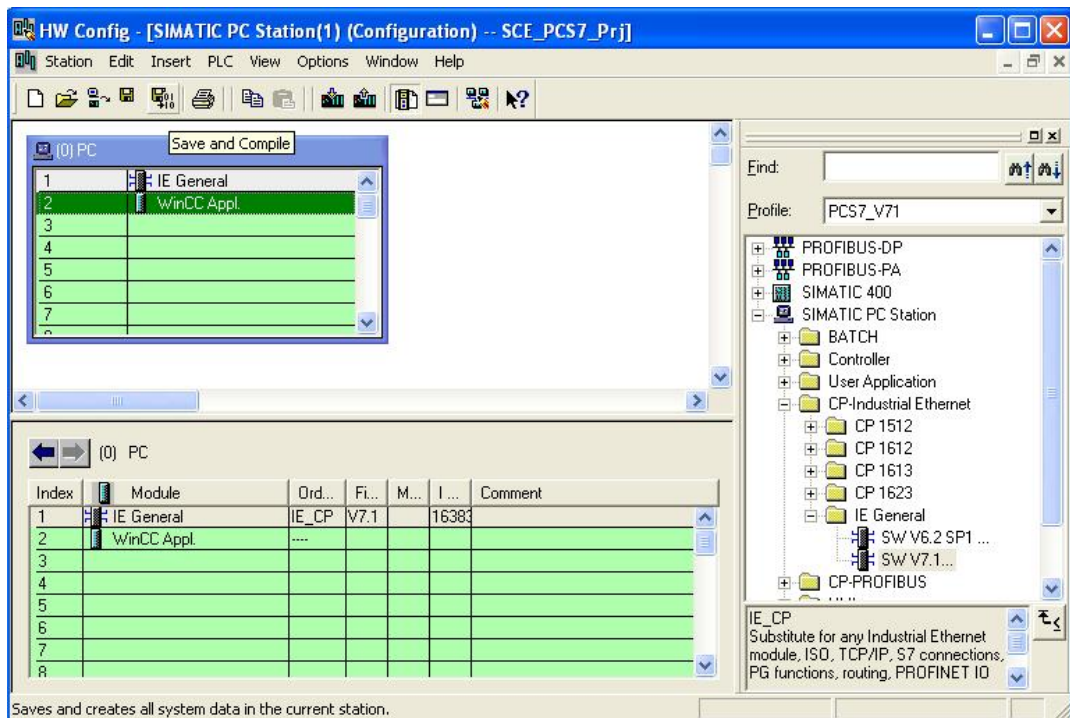 HW Config - [SIMATIC PC Station(1) (Configuration) -- SCE_PCS7_Prj]
Station Edit Insert PLC View Options Window Help
Save and Compile
(0) PC
1 IE General
2 WinCC Appl.
3
4
5
6
7
Find:
Profile: PCS7_V71
PROFIBUS-DP
PROFIBUS-PA
SIMATIC 400
SIMATIC PC Station
BATCH
Controller
User Application
CP-Industrial Ethernet
CP 1512
CP 1612
CP 1613
CP 1623
IE General
SW V6.2 SP1 ...
SW V7.1...
CP-PROFIBUS
(0) PC
Index Module Ord... Fi... M... I ... Comment
1 IE General IE_CP V7.1 16383
2 WinCC Appl. ----
3
4
5
6
7
8
IE_CP
Substitute for any Industrial Ethernet
module, ISO, TCP/IP, S7 connections,
PG functions, routing, PROFINET IO
Saves and creates all system data in the current station.